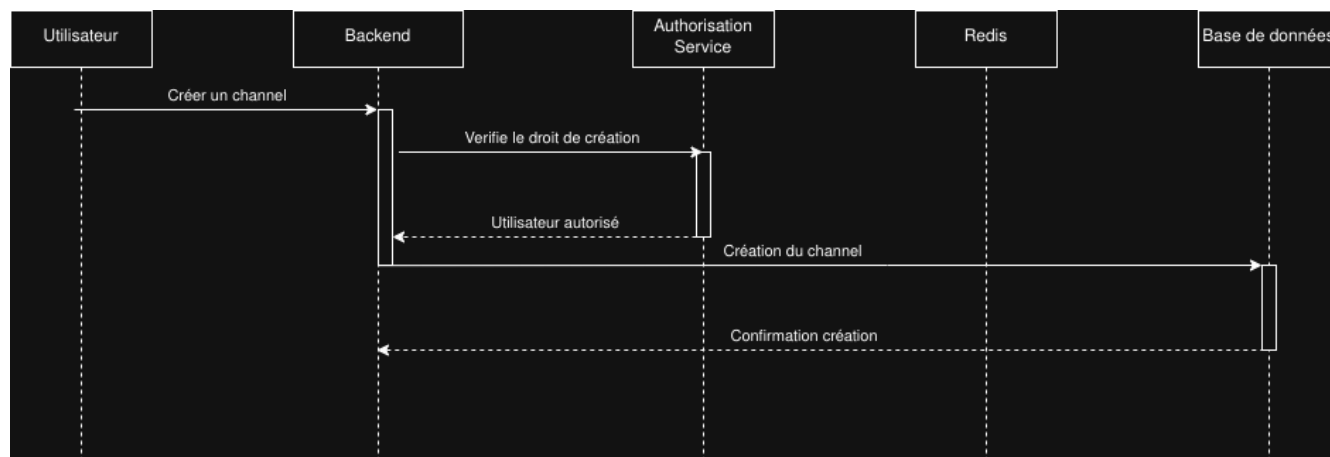 Utilisateur
Backend
Authorisation
Service
Redis
Base de données
Créer un channel
Verifie le droit de création
Utilisateur autorisé
Création du channel
Confirmation création